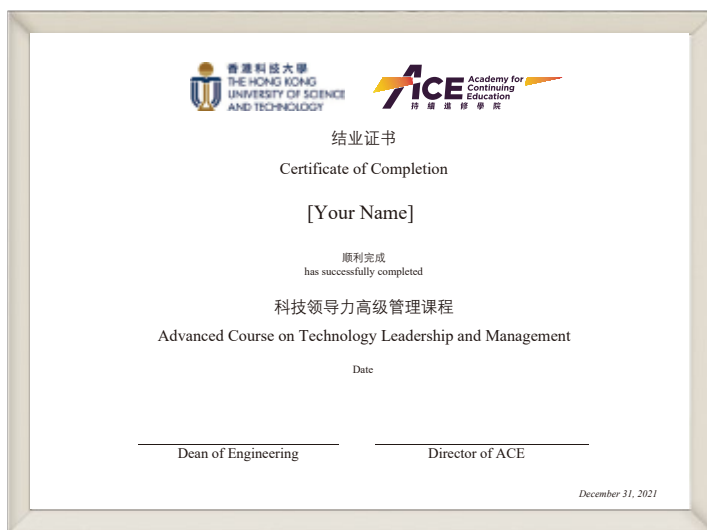 香港科技大學
THE HONG KONG
UNIVERSITY OF SCIENCE
AND TECHNOLOGY
ACE Academy for
Continuing
Education
持續進修學院
结业证书
Certificate of Completion
[Your Name]
顺利完成
has successfully completed
科技领导力高级管理课程
Advanced Course on Technology Leadership and Management
Date
Dean of Engineering
Director of ACE
December 31, 2021